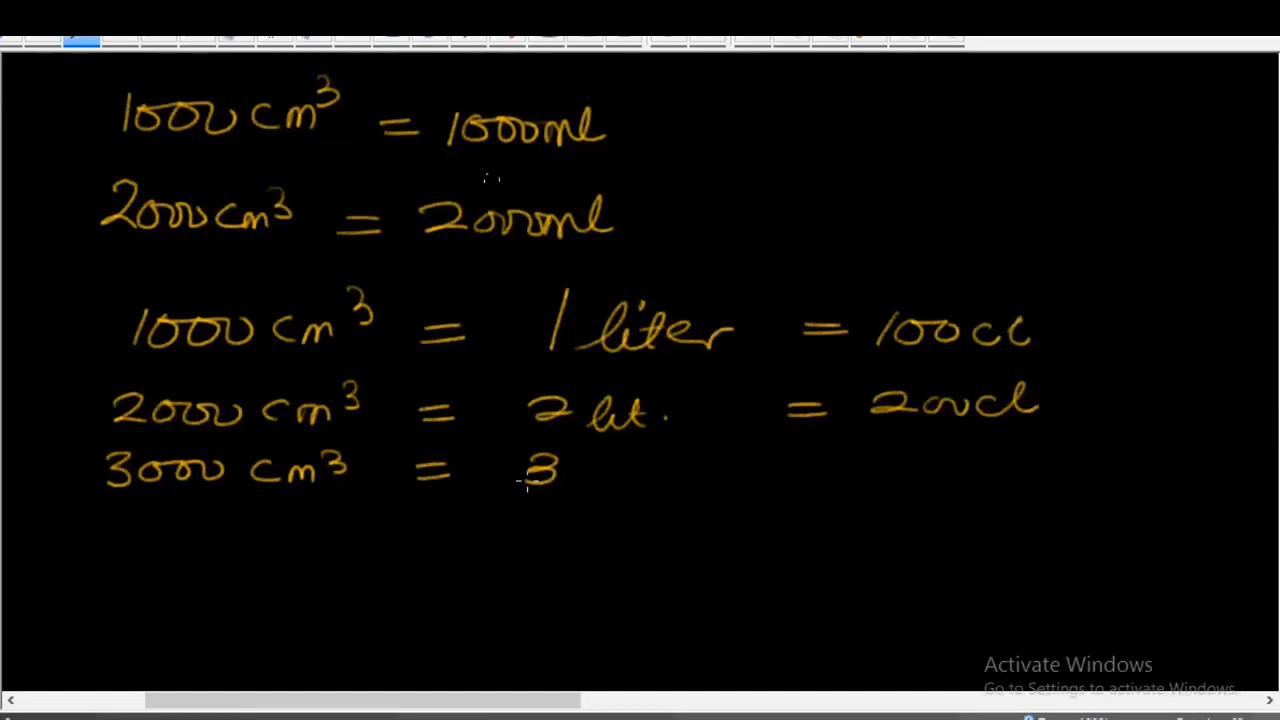 1000 cm³ = 1000ml
2000 cm³ = 2000ml
1000 cm³ = 1 liter = 100cl
2000 cm³ = 2 lit. = 200cl
3000 cm³ = 3
Activate Windows
Go to Settings to activate Windows.